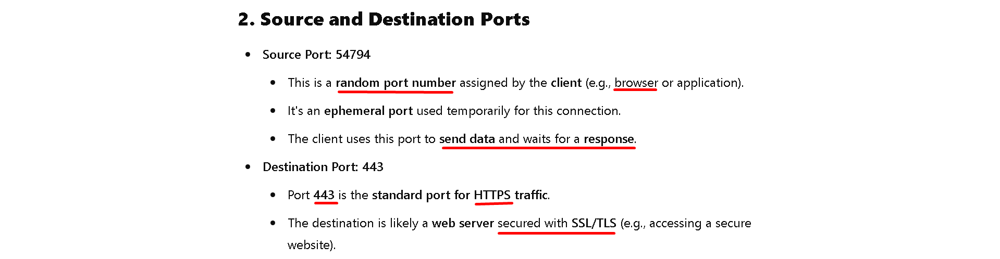 2. Source and Destination Ports
• Source Port: 54794
• This is a random port number assigned by the client (e.g., browser or application).
• It's an ephemeral port used temporarily for this connection.
• The client uses this port to send data and waits for a response.
• Destination Port: 443
• Port 443 is the standard port for HTTPS traffic.
• The destination is likely a web server secured with SSL/TLS (e.g., accessing a secure
website).